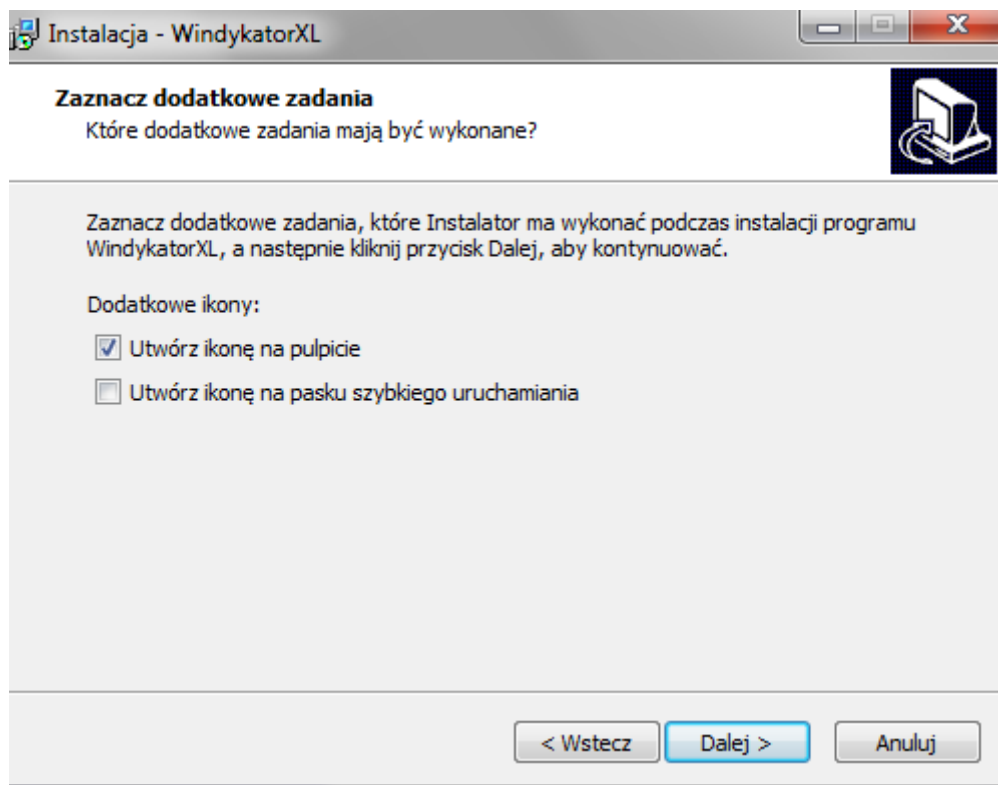 Instalacja - WindykatorXL
Zaznacz dodatkowe zadania
Które dodatkowe zadania mają być wykonane?
Zaznacz dodatkowe zadania, które Instalator ma wykonać podczas instalacji programu
WindykatorXL, a następnie kliknij przycisk Dalej, aby kontynuować.
Dodatkowe ikony:
Utwórz ikonę na pulpicie
Utwórz ikonę na pasku szybkiego uruchamiania
< Wstecz Dalej > Anuluj